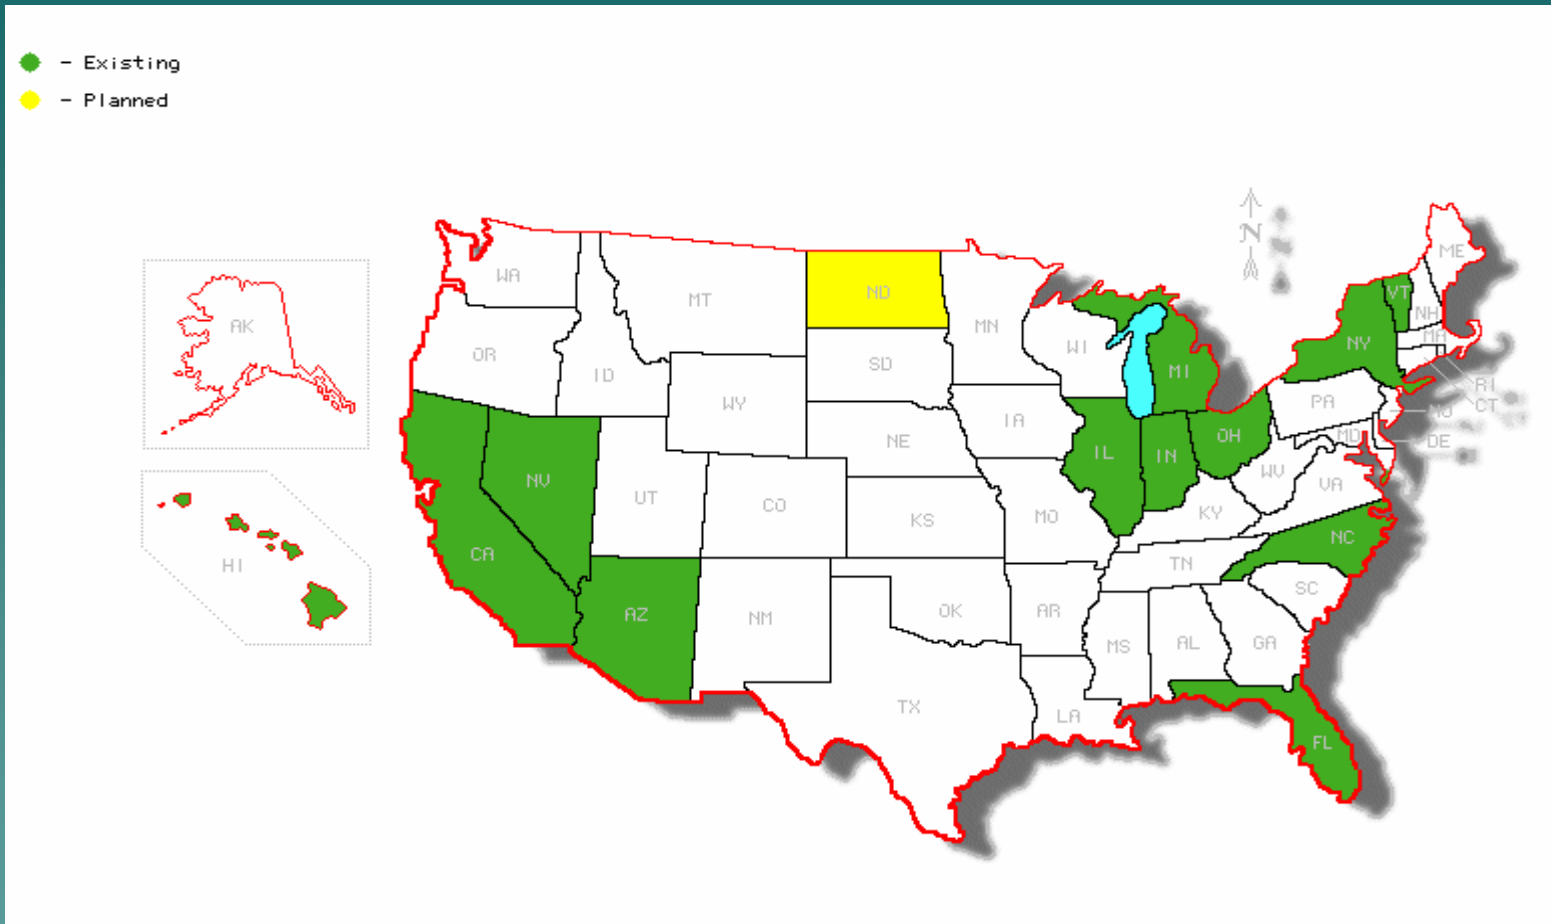 - Existing
- Planned
N
ME
WA
VT
MT
ND
NH
AK
MN
MA
OR
WI
NY
SD
MI
ID
RI
WY
PA
CT
NJ
IA
OH
MD
DE
NE
IL
IN
WV
NV
VA
UT
CO
MO
KY
KS
NC
CA
TN
HI
SC
AZ
OK
AR
NM
MS
AL
GA
TX
LA
FL